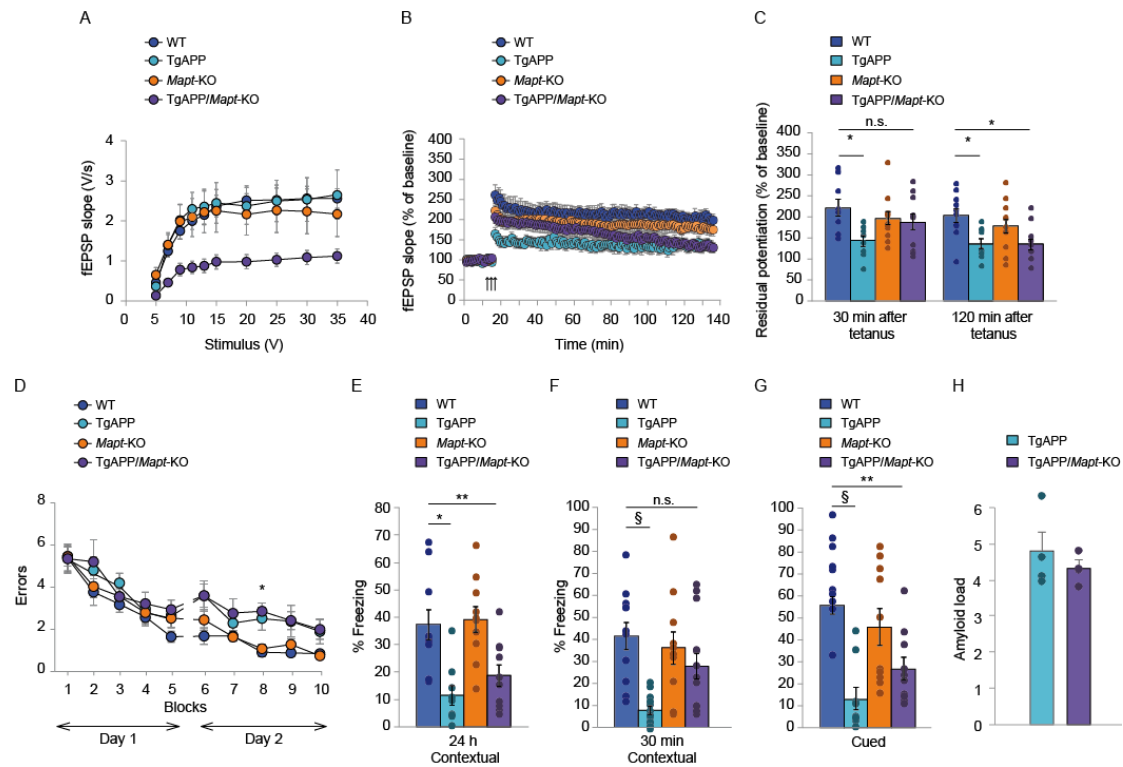 A
WT
TgAPP
Mapt-KO
TgAPP/Mapt-KO
fEPSP slope (V/s)
4
3
2
1
0
0 5 10 15 20 25 30 35 40
Stimulus (V)
B
WT
TgAPP
Mapt-KO
TgAPP/Mapt-KO
fEPSP slope (% of baseline)
400
350
300
250
200
150
100
50
0
0 20 40 60 80 100 120 140
Time (min)
C
WT
TgAPP
Mapt-KO
TgAPP/Mapt-KO
Residual potentiation (% of baseline)
400
350
300
250
200
150
100
50
0
n.s.
*
*
*
30 min after
tetanus
120 min after
tetanus
D
WT
TgAPP
Mapt-KO
TgAPP/Mapt-KO
Errors
8
6
4
2
0
*
1 2 3 4 5 6 7 8 9 10
Blocks
Day 1
Day 2
E
WT
TgAPP
Mapt-KO
TgAPP/Mapt-KO
% Freezing
80
70
60
50
40
30
20
10
0
**
*
24 h
Contextual
F
WT
TgAPP
Mapt-KO
TgAPP/Mapt-KO
% Freezing
100
90
80
70
60
50
40
30
20
10
0
n.s.
§
30 min
Contextual
G
WT
TgAPP
Mapt-KO
TgAPP/Mapt-KO
100
90
80
70
60
50
40
30
20
10
0
**
§
Cued
H
TgAPP
TgAPP/Mapt-KO
Amyloid load
6
5
4
3
2
1
0